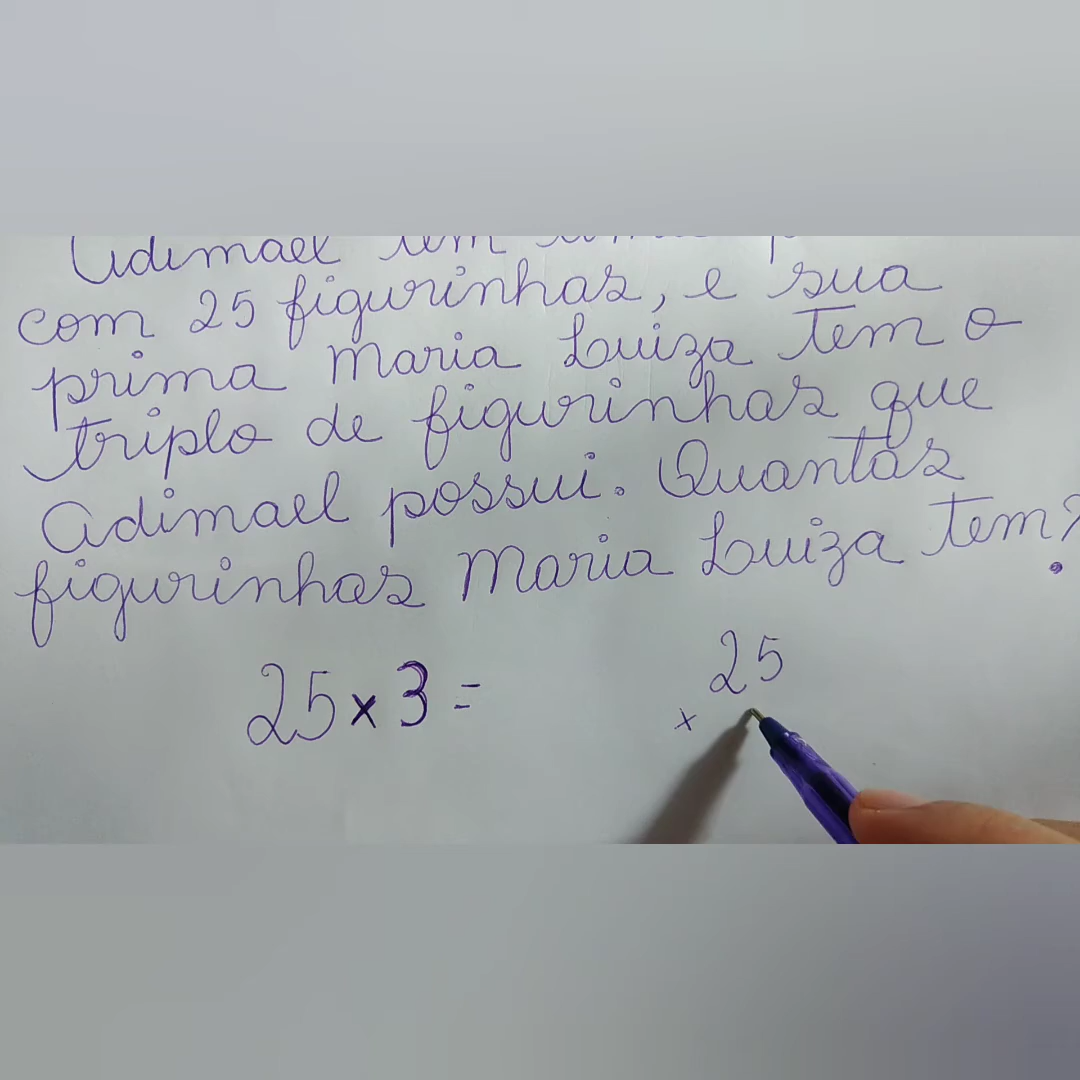 Adimael tem
com 25 figurinhas, e sua
prima Maria Luiza tem o
triplo de figurinhas que
Adimael possui. Quantas
figurinhas Maria Luiza tem?
25 × 3 =
25
×